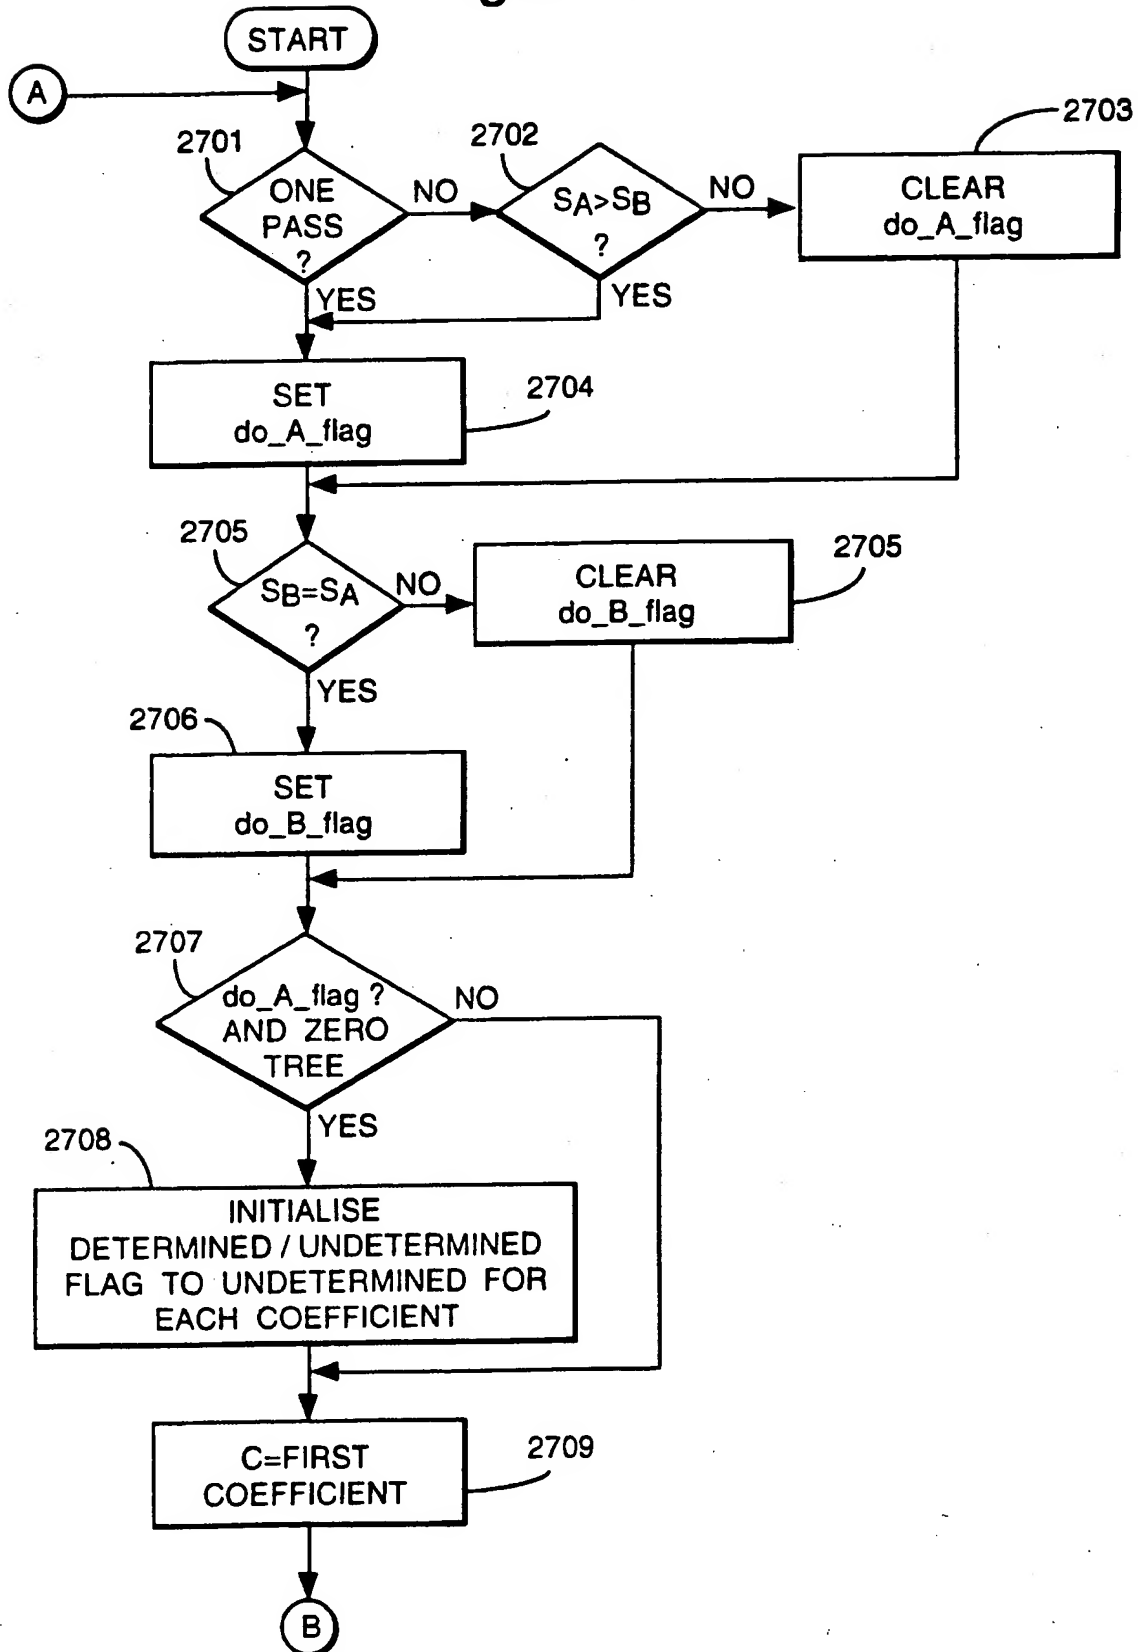 START
A
2701
ONE
PASS
?
NO
YES
2702
SA>SB
?
NO
YES
2703
CLEAR
do_A_flag
SET
do_A_flag
2704
2705
SB=SA
?
NO
YES
CLEAR
do_B_flag
2705
2706
SET
do_B_flag
2707
do_A_flag ?
AND ZERO
TREE
NO
YES
2708
INITIALISE
DETERMINED / UNDETERMINED
FLAG TO UNDETERMINED FOR
EACH COEFFICIENT
C=FIRST
COEFFICIENT
2709
B